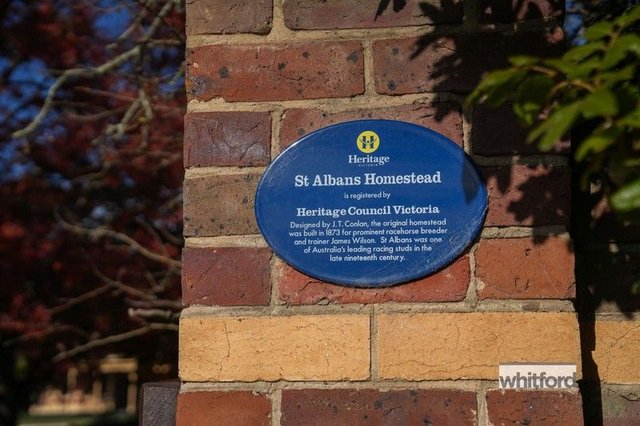 Heritage
VICTORIA
St Albans Homestead
is registered by
Heritage Council Victoria
Designed by J.T. Conlan, the original homestead
was built in 1873 for prominent racehorse breeder
and trainer James Wilson. St Albans was one
of Australia's leading racing studs in the
late nineteenth century.
whitford